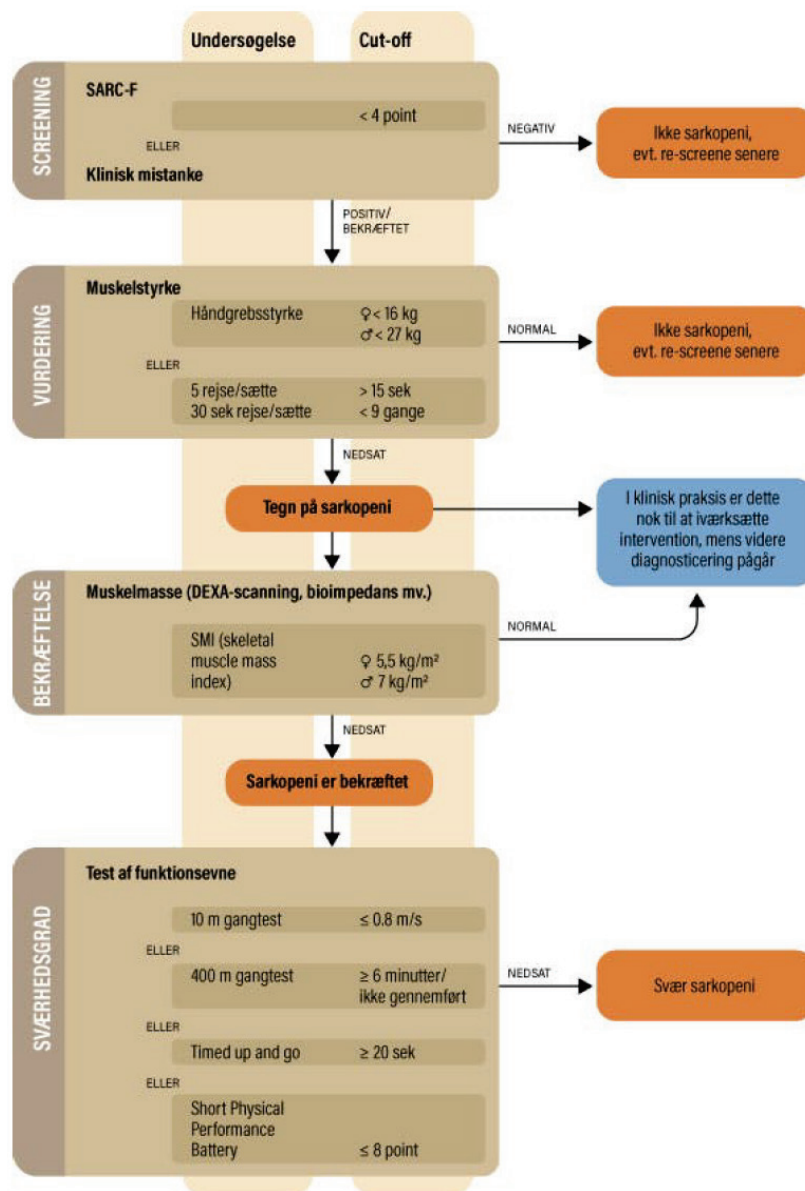 Undersøgelse
Cut-off
SCREENING
SARC-F
< 4 point
ELLER
Klinisk mistanke
NEGATIV
Ikke sarkopeni,
evt. re-screene senere
POSITIV/
BEKRÆFTET
VURDERING
Muskelstyrke
Håndgrebsstyrke
♀ < 16 kg
♂ < 27 kg
ELLER
5 rejse/sætte
> 15 sek
30 sek rejse/sætte
< 9 gange
NORMAL
Ikke sarkopeni,
evt. re-screene senere
NEDSAT
Tegn på sarkopeni
I klinisk praksis er dette
nok til at iværksætte
intervention, mens videre
diagnosticering pågår
BEKRÆFTELSE
Muskelmasse (DEXA-scanning, bioimpedans mv.)
SMI (skeletal
muscle mass
index)
♀ 5,5 kg/m²
♂ 7 kg/m²
NORMAL
NEDSAT
Sarkopeni er bekræftet
SVÆRHEDSGRAD
Test af funktionsevne
10 m gangtest
≤ 0.8 m/s
ELLER
400 m gangtest
≥ 6 minutter/
ikke gennemført
ELLER
Timed up and go
≥ 20 sek
ELLER
Short Physical
Performance
Battery
≤ 8 point
NEDSAT
Svær sarkopeni